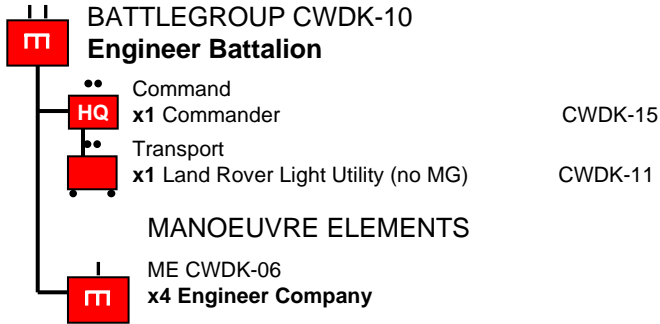 BATTLEGROUP CWDK-10
Engineer Battalion
Command
HQ x1 Commander CWDK-15
Transport
x1 Land Rover Light Utility (no MG) CWDK-11
MANOEUVRE ELEMENTS
ME CWDK-06
x4 Engineer Company